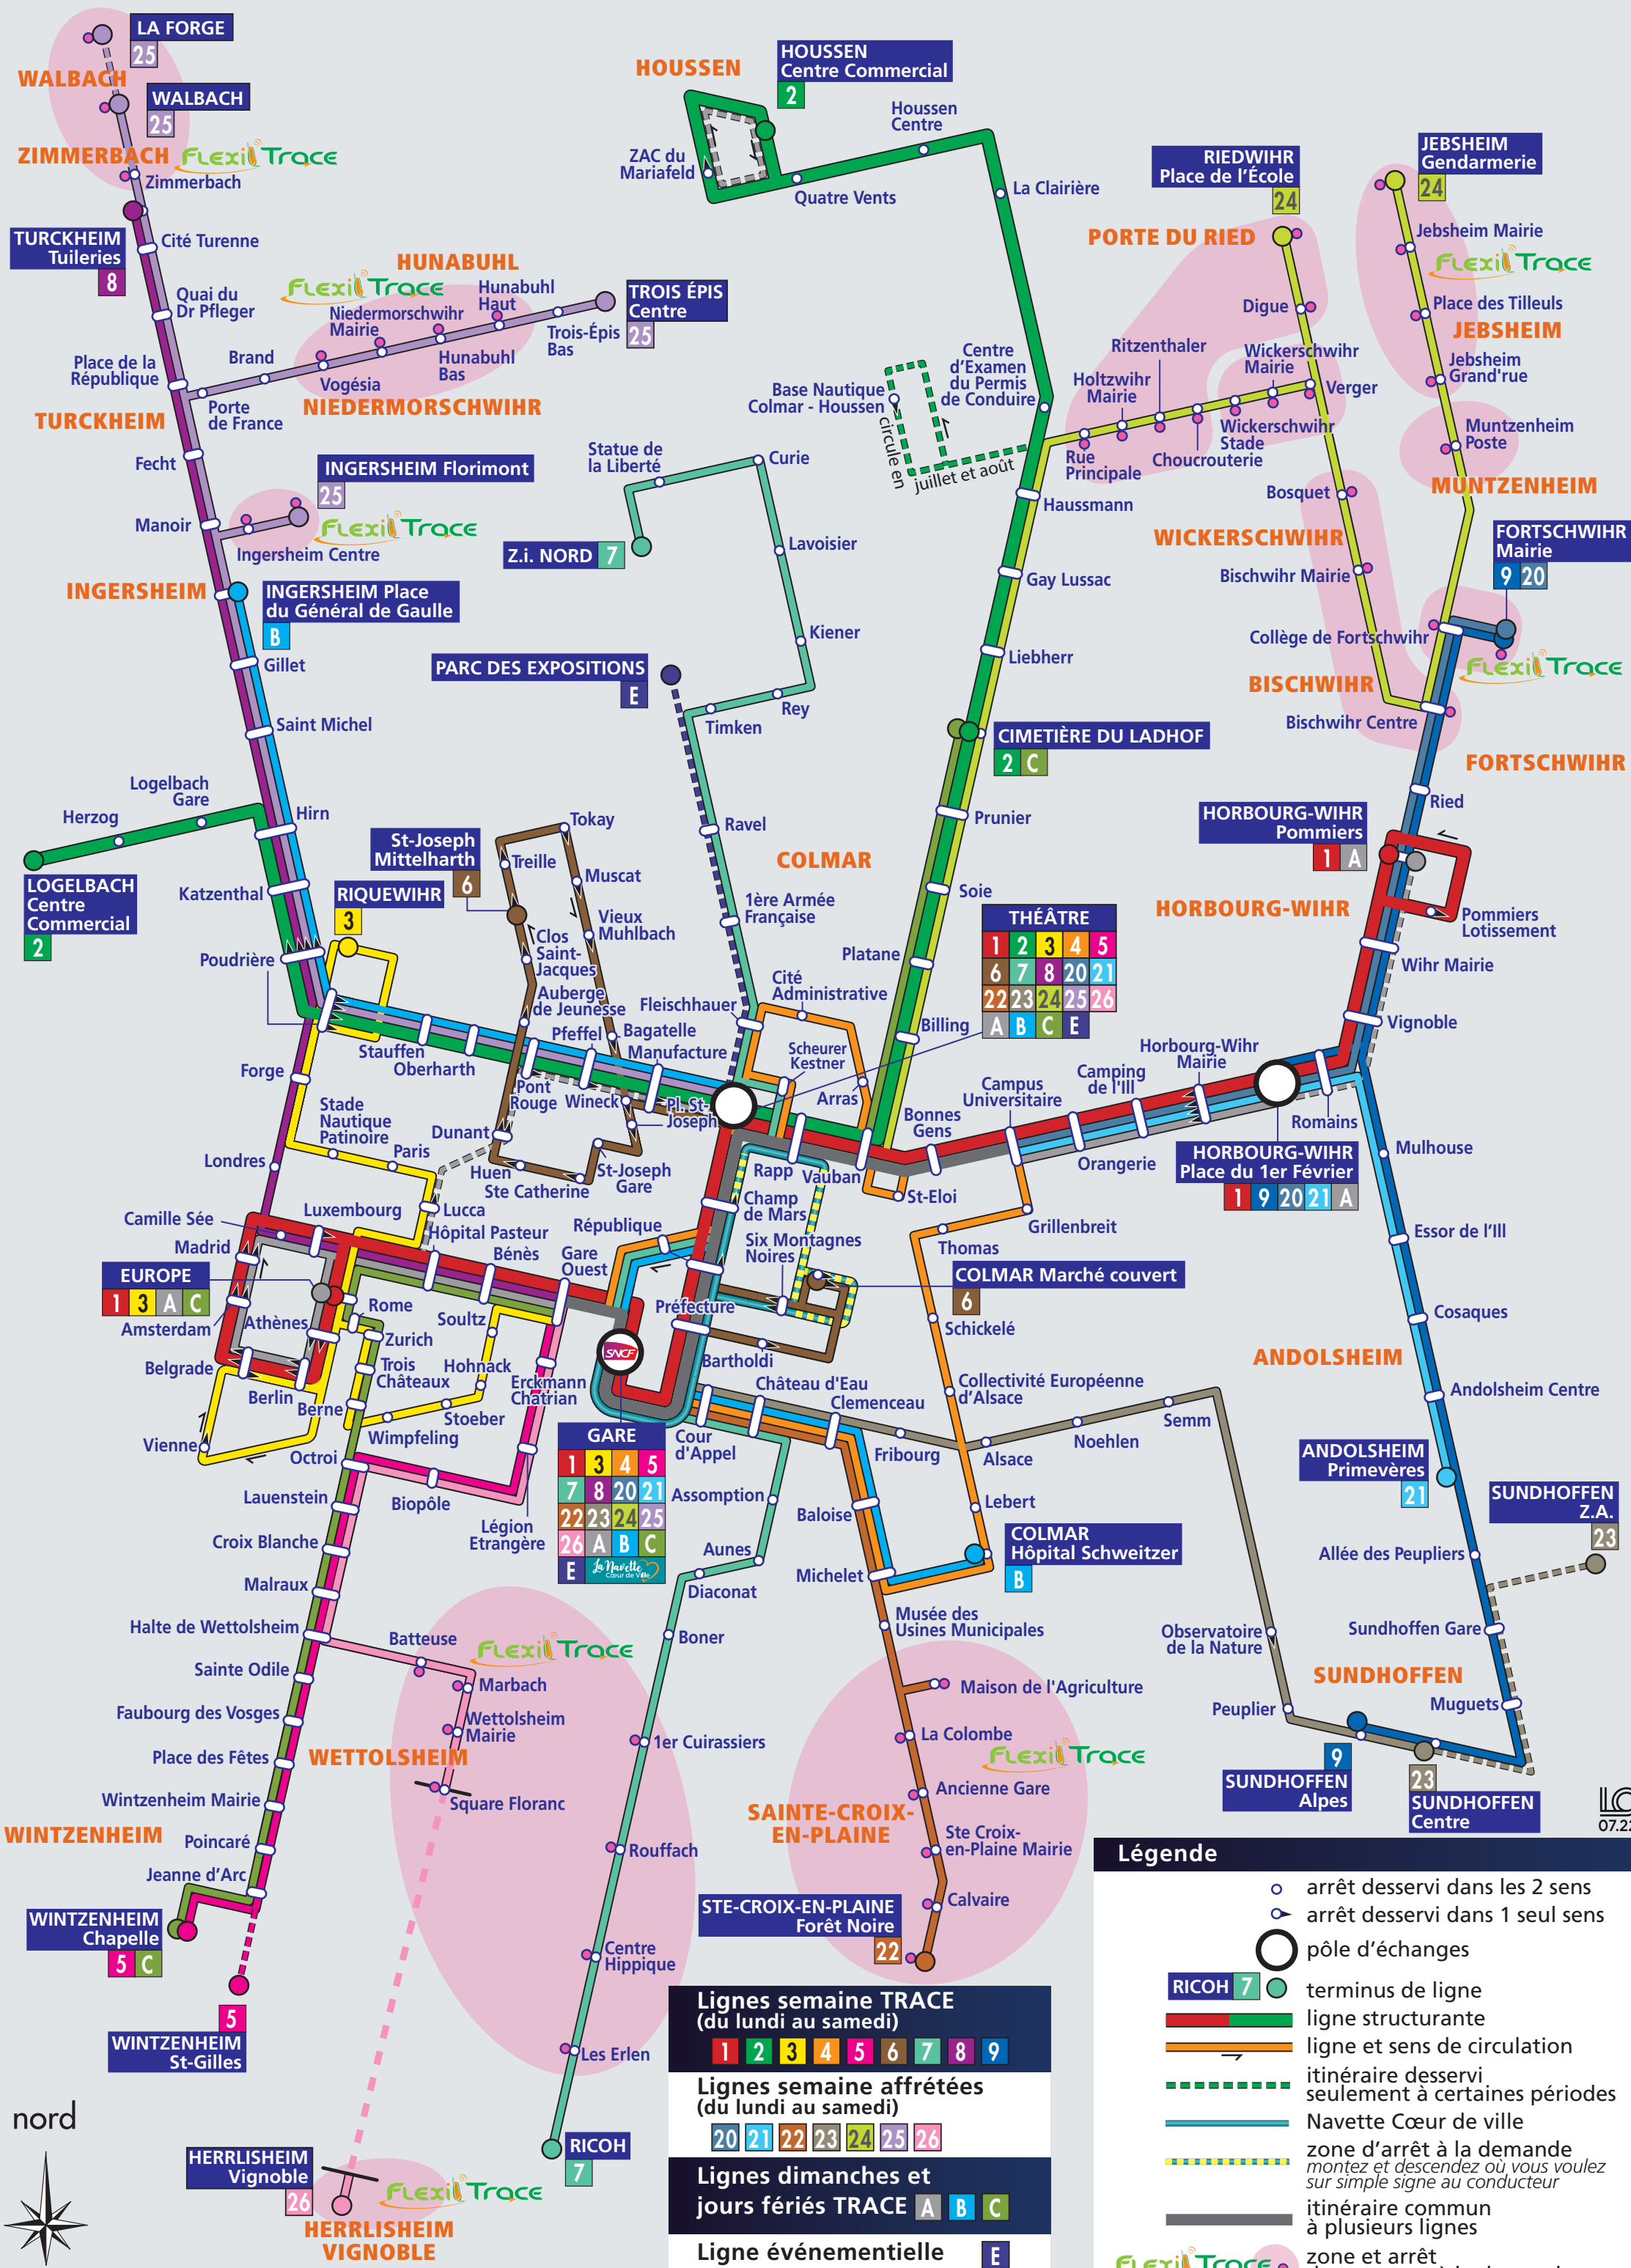 LA FORGE
25
WALBACH
WALBACH
25
ZIMMERBACH
Flexi Trace
Zimmerbach
TURCKHEIM
Tuileries
8
Cité Turenne
Quai du
Dr Pfleger
Place de la
République
TURCKHEIM
Porte
de France
Brand
Vogésia
NIEDERMORSCHWIHR
HUNABUHL
Flexi Trace
Niedermorschwihr
Mairie
Hunabuhl
Haut
Hunabuhl
Bas
Trois-Épis
Bas
TROIS ÉPIS
Centre
25
Fecht
INGERSHEIM Florimont
25
Manoir
Flexi Trace
Ingersheim Centre
INGERSHEIM
INGERSHEIM Place
du Général de Gaulle
B
Gillet
Saint Michel
Logelbach
Gare
Herzog
Hirn
LOGELBACH
Centre
Commercial
2
Katzenthal
Poudrière
RIQUEWIHR
3
St-Joseph
Mittelharth
6
HOUSSEN
HOUSSEN
Centre Commercial
2
ZAC du
Mariafeld
Quatre Vents
Houssen
Centre
La Clairière
Centre
d'Examen
du Permis
de Conduire
Base Nautique
Colmar - Houssen
circule en
juillet et août
Statue de
la Liberté
Curie
Lavoisier
Z.i. NORD 7
Kiener
PARC DES EXPOSITIONS
E
Timken
Rey
Ravel
COLMAR
1ère Armée
Française
RIEDWIHR
Place de l'École
24
PORTE DU RIED
Digue
Ritzenthaler
Holtzwihr
Mairie
Wickerschwihr
Mairie
Verger
Wickerschwihr
Stade
Choucrouterie
Rue
Principale
Haussmann
Gay Lussac
Liebherr
CIMETIÈRE DU LADHOF
2 C
Prunier
Soie
Platane
Billing
JEBSHEIM
Gendarmerie
24
Jebsheim Mairie
Flexi Trace
Place des Tilleuls
JEBSHEIM
Jebsheim
Grand'rue
Muntzenheim
Poste
MUNTZENHEIM
Bosquet
WICKERSCHWIHR
Bischwihr Mairie
FORTSCHWIHR
Mairie
9 20
Collège de Fortschwihr
Flexi Trace
BISCHWIHR
Bischwihr Centre
FORTSCHWIHR
Ried
HORBOURG-WIHR
Pommiers
1 A
HORBOURG-WIHR
Pommiers
Lotissement
Wihr Mairie
Vignoble
THÉÂTRE
1 2 3 4 5
6 7 8 20 21
22 23 24 25 26
A B C E
Tokay
Treille
Muscat
Vieux
Muhlbach
Clos
Saint-
Jacques
Auberge
de Jeunesse
Pfeffel
Bagatelle
Manufacture
Fleischhauer
Cité
Administrative
Scheurer
Kestner
Arras
Stauffen
Oberharth
Pont
Rouge
Wineck
Pl. St-
Joseph
Forge
Stade
Nautique
Patinoire
Paris
Dunant
Huen
Ste Catherine
St-Joseph
Gare
Londres
Lucca
Rapp
Vauban
Bonnes
Gens
St-Eloi
Campus
Universitaire
Camping
de l'Ill
Horbourg-Wihr
Mairie
Orangerie
Romains
HORBOURG-WIHR
Place du 1er Février
1 9 20 21 A
Mulhouse
Essor de l'Ill
Cosaques
ANDOLSHEIM
Andolsheim Centre
ANDOLSHEIM
Primevères
21
SUNDHOFFEN
Z.A.
23
Allée des Peupliers
Sundhoffen Gare
SUNDHOFFEN
Muguets
Observatoire
de la Nature
Peuplier
9
SUNDHOFFEN
Alpes
23
SUNDHOFFEN
Centre
Camille Sée
Luxembourg
Madrid
Hôpital Pasteur
Bénès
Gare
Ouest
République
Champ
de Mars
Six Montagnes
Noires
Grillenbreit
Thomas
COLMAR Marché couvert
6
EUROPE
1 3 A C
Amsterdam
Athènes
Rome
Zurich
Soultz
Préfecture
Schickelé
Belgrade
Trois
Châteaux
Hohnack
Bartholdi
Berlin
Berne
Stoeber
Erckmann
Chatrian
Château d'Eau
Clemenceau
Collectivité Européenne
d'Alsace
Vienne
Wimpfeling
Octroi
GARE
1 3 4 5
7 8 20 21
22 23 24 25
26 A B C
E La Navette
Cœur de Ville
SNCF
Cour
d'Appel
Fribourg
Alsace
Noehlen
Semm
Lauenstein
Biopôle
Légion
Etrangère
Assomption
Baloise
Lebert
COLMAR
Hôpital Schweitzer
B
Croix Blanche
Aunes
Diaconat
Michelet
Malraux
Halte de Wettolsheim
Batteuse
Flexi Trace
Boner
Musée des
Usines Municipales
Sainte Odile
Marbach
Maison de l'Agriculture
Faubourg des Vosges
Wettolsheim
Mairie
1er Cuirassiers
La Colombe
Flexi Trace
Place des Fêtes
WETTOLSHEIM
Ancienne Gare
Wintzenheim Mairie
Square Floranc
SAINTE-CROIX-
EN-PLAINE
WINTZENHEIM
Poincaré
Rouffach
Ste Croix-
en-Plaine Mairie
Jeanne d'Arc
Calvaire
WINTZENHEIM
Chapelle
5 C
Centre
Hippique
STE-CROIX-EN-PLAINE
Forêt Noire
22
5
WINTZENHEIM
St-Gilles
Les Erlen
RICOH
7
HERRLISHEIM
Vignoble
26
Flexi Trace
HERRLISHEIM
VIGNOBLE
nord
Lignes semaine TRACE
(du lundi au samedi)
1 2 3 4 5 6 7 8 9
Lignes semaine affrétées
(du lundi au samedi)
20 21 22 23 24 25 26
Lignes dimanches et
jours fériés TRACE A B C
Ligne événementielle E
07.22
Légende
arrêt desservi dans les 2 sens
arrêt desservi dans 1 seul sens
pôle d'échanges
RICOH 7 terminus de ligne
ligne structurante
ligne et sens de circulation
itinéraire desservi
seulement à certaines périodes
Navette Cœur de ville
zone d'arrêt à la demande
montez et descendez où vous voulez
sur simple signe au conducteur
itinéraire commun
à plusieurs lignes
Flexi Trace zone et arrêt